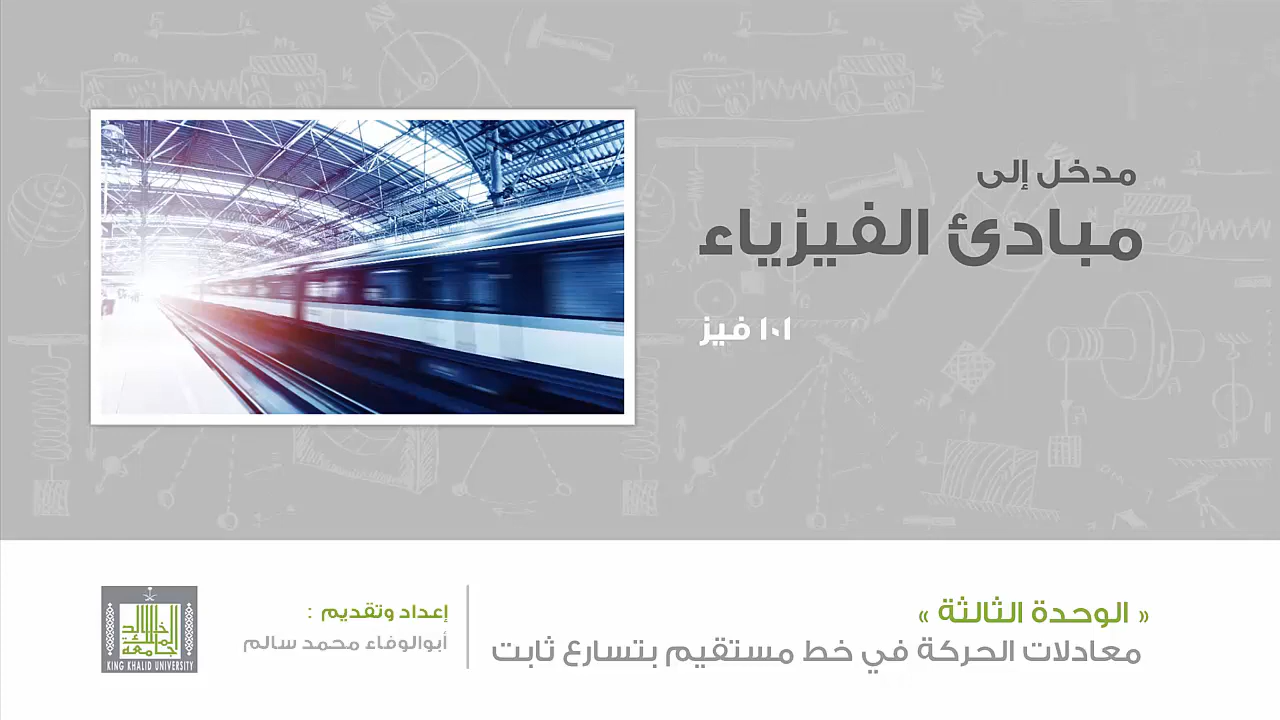 مدخل إلى
مبادئ الفيزياء
١٠١ فيز
« الوحدة الثالثة »
معادلات الحركة في خط مستقيم بتسارع ثابت
إعداد وتقديم :
أبوالوفاء محمد سالم
KING KHALID UNIVERSITY